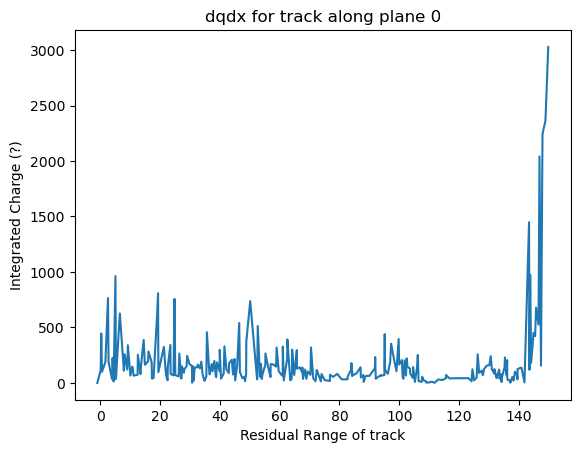 dqdx for track along plane 0
3000
2500
2000
1500
1000
500
0
Integrated Charge (?)
0 20 40 60 80 100 120 140
Residual Range of track